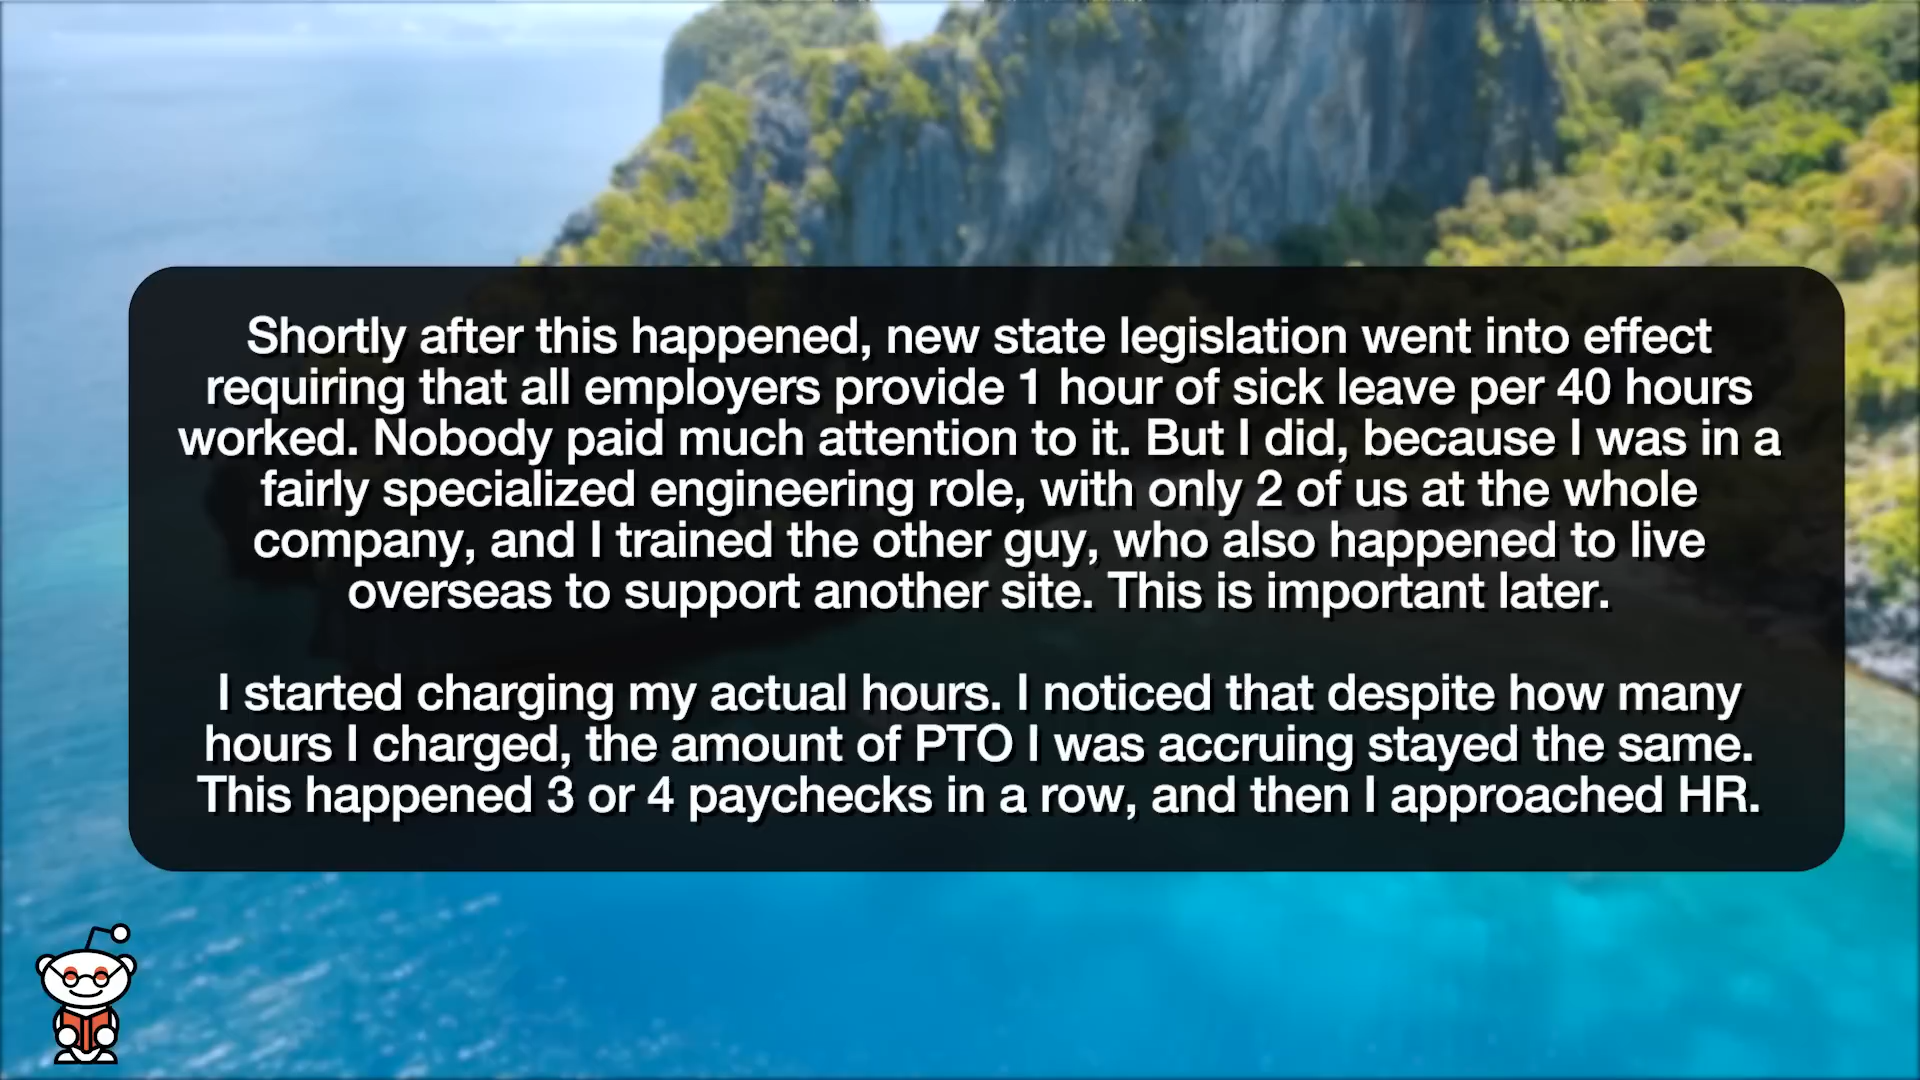 Shortly after this happened, new state legislation went into effect
requiring that all employers provide 1 hour of sick leave per 40 hours
worked. Nobody paid much attention to it. But I did, because I was in a
fairly specialized engineering role, with only 2 of us at the whole
company, and I trained the other guy, who also happened to live
overseas to support another site. This is important later.
I started charging my actual hours. I noticed that despite how many
hours I charged, the amount of PTO I was accruing stayed the same.
This happened 3 or 4 paychecks in a row, and then I approached HR.